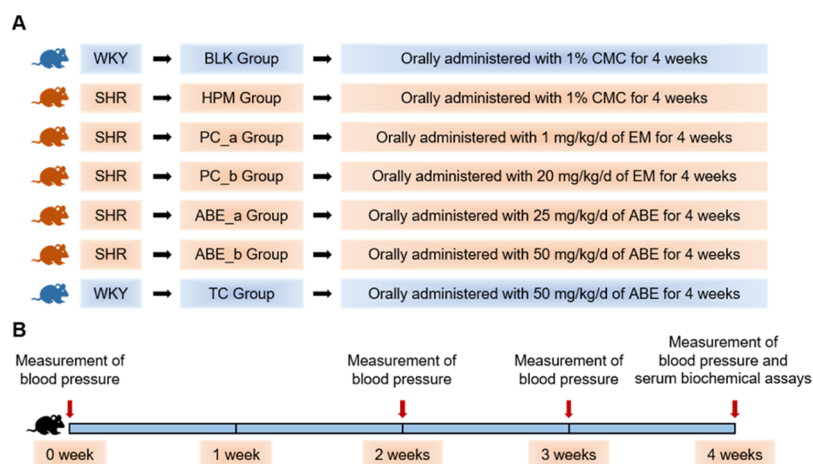 A
WKY BLK Group Orally administered with 1% CMC for 4 weeks
SHR HPM Group Orally administered with 1% CMC for 4 weeks
SHR PC_a Group Orally administered with 1 mg/kg/d of EM for 4 weeks
SHR PC_b Group Orally administered with 20 mg/kg/d of EM for 4 weeks
SHR ABE_a Group Orally administered with 25 mg/kg/d of ABE for 4 weeks
SHR ABE_b Group Orally administered with 50 mg/kg/d of ABE for 4 weeks
WKY TC Group Orally administered with 50 mg/kg/d of ABE for 4 weeks
B
Measurement of
blood pressure
Measurement of
blood pressure
Measurement of
blood pressure
Measurement of
blood pressure and
serum biochemical assays
0 week 1 week 2 weeks 3 weeks 4 weeks